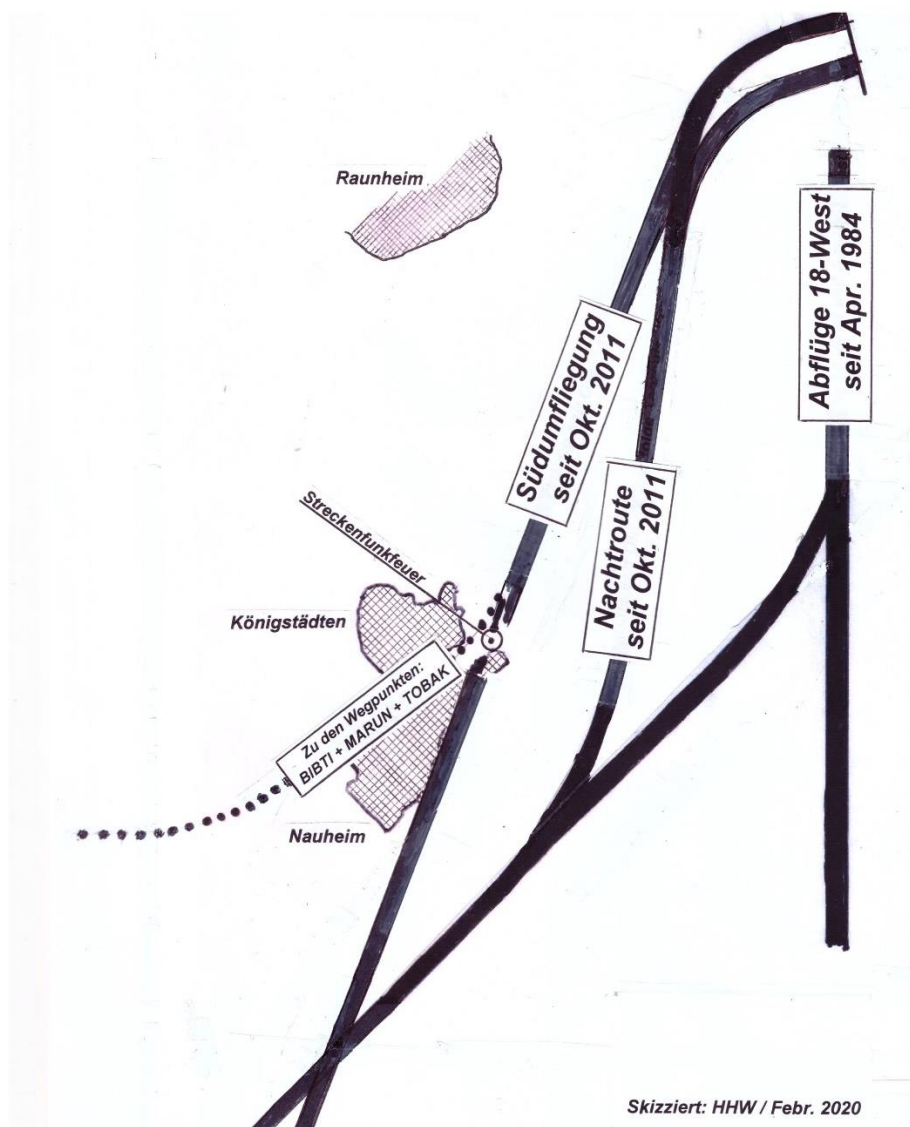 Raunheim
Abflüge 18-West
seit Apr. 1984
Südumfliegung
seit Okt. 2011
Nachtroute
seit Okt. 2011
Streckenfunkfeuer
Königstädten
Zu den Wegpunkten:
BIBTI + MARUN + TOBAK
Nauheim
Skizziert: HHW / Febr. 2020